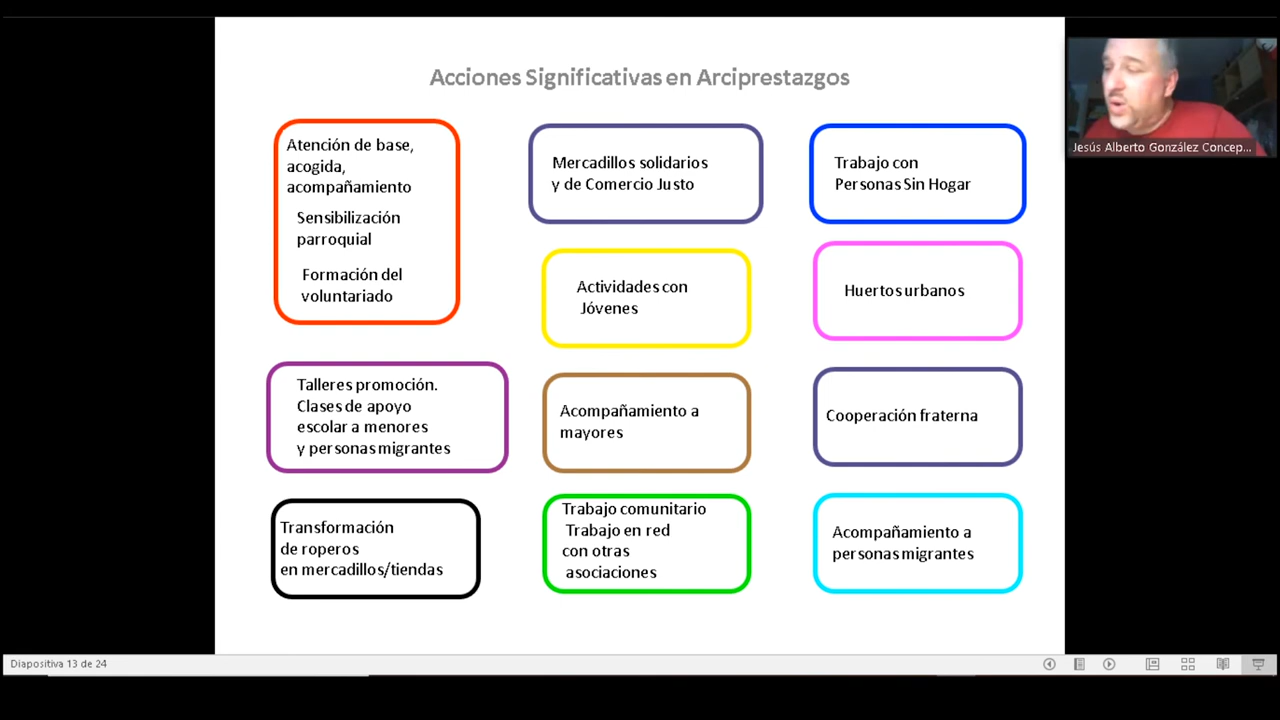 Acciones Significativas en Arciprestazgos
Atención de base,
acogida,
acompañamiento
Sensibilización
parroquial
Formación del
voluntariado
Mercadillos solidarios
y de Comercio Justo
Trabajo con
Personas Sin Hogar
Actividades con
Jóvenes
Huertos urbanos
Talleres promoción.
Clases de apoyo
escolar a menores
y personas migrantes
Acompañamiento a
mayores
Cooperación fraterna
Transformación
de roperos
en mercadillos/tiendas
Trabajo comunitario
Trabajo en red
con otras
asociaciones
Acompañamiento a
personas migrantes
Jesús Alberto González Concep...
Diapositiva 13 de 24